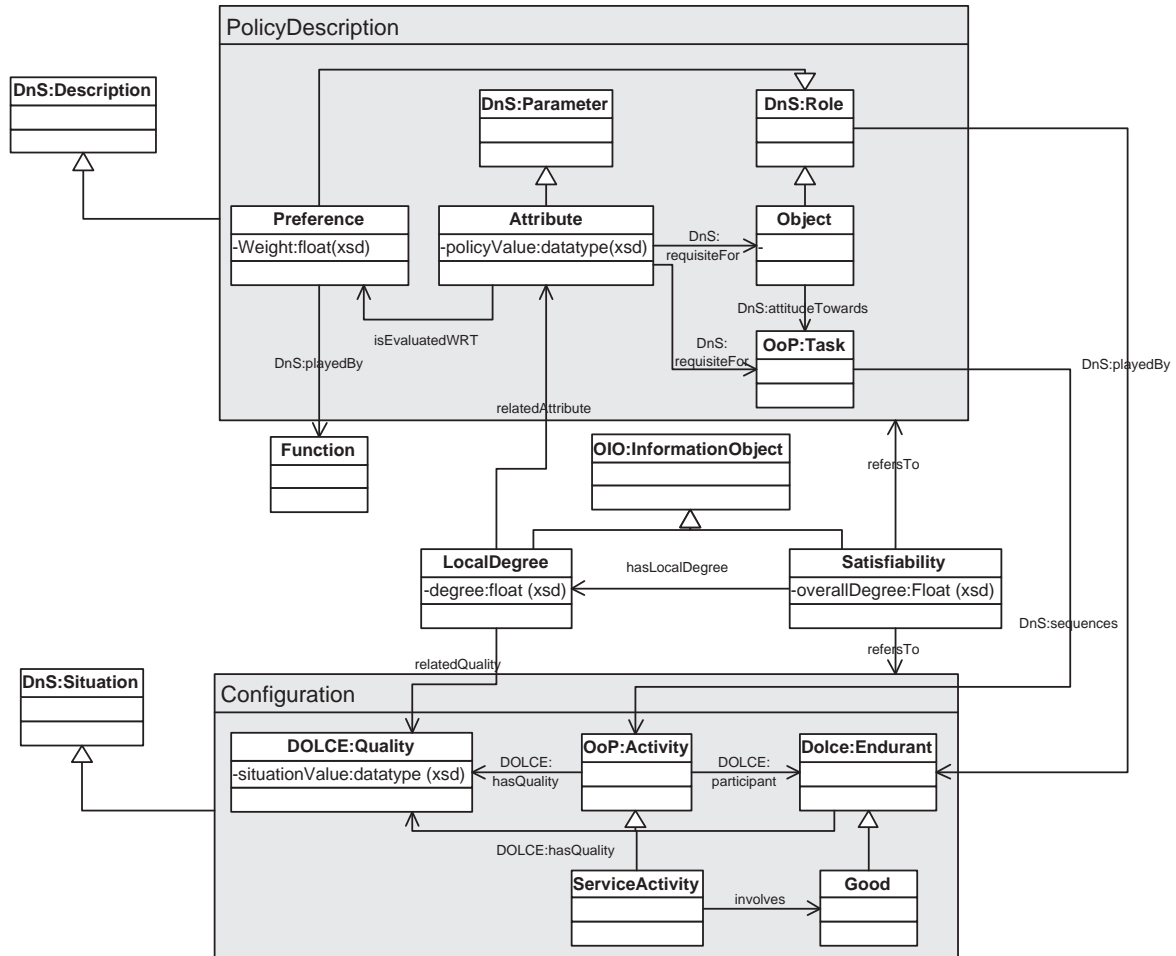 PolicyDescription
DnS:Description
DnS:Parameter
DnS:Role
Preference
-Weight:float(xsd)
Attribute
-policyValue:datatype(xsd)
DnS:
requisiteFor
Object
-
isEvaluatedWRT
DnS:attitudeTowards
DnS:playedBy
DnS:
requisiteFor
OoP:Task
DnS:playedBy
relatedAttribute
Function
OIO:InformationObject
refersTo
LocalDegree
-degree:float (xsd)
hasLocalDegree
Satisfiability
-overallDegree:Float (xsd)
DnS:sequences
relatedQuality
refersTo
DnS:Situation
Configuration
DOLCE:Quality
-situationValue:datatype (xsd)
DOLCE:
hasQuality
OoP:Activity
DOLCE:
participant
Dolce:Endurant
DOLCE:hasQuality
ServiceActivity
involves
Good